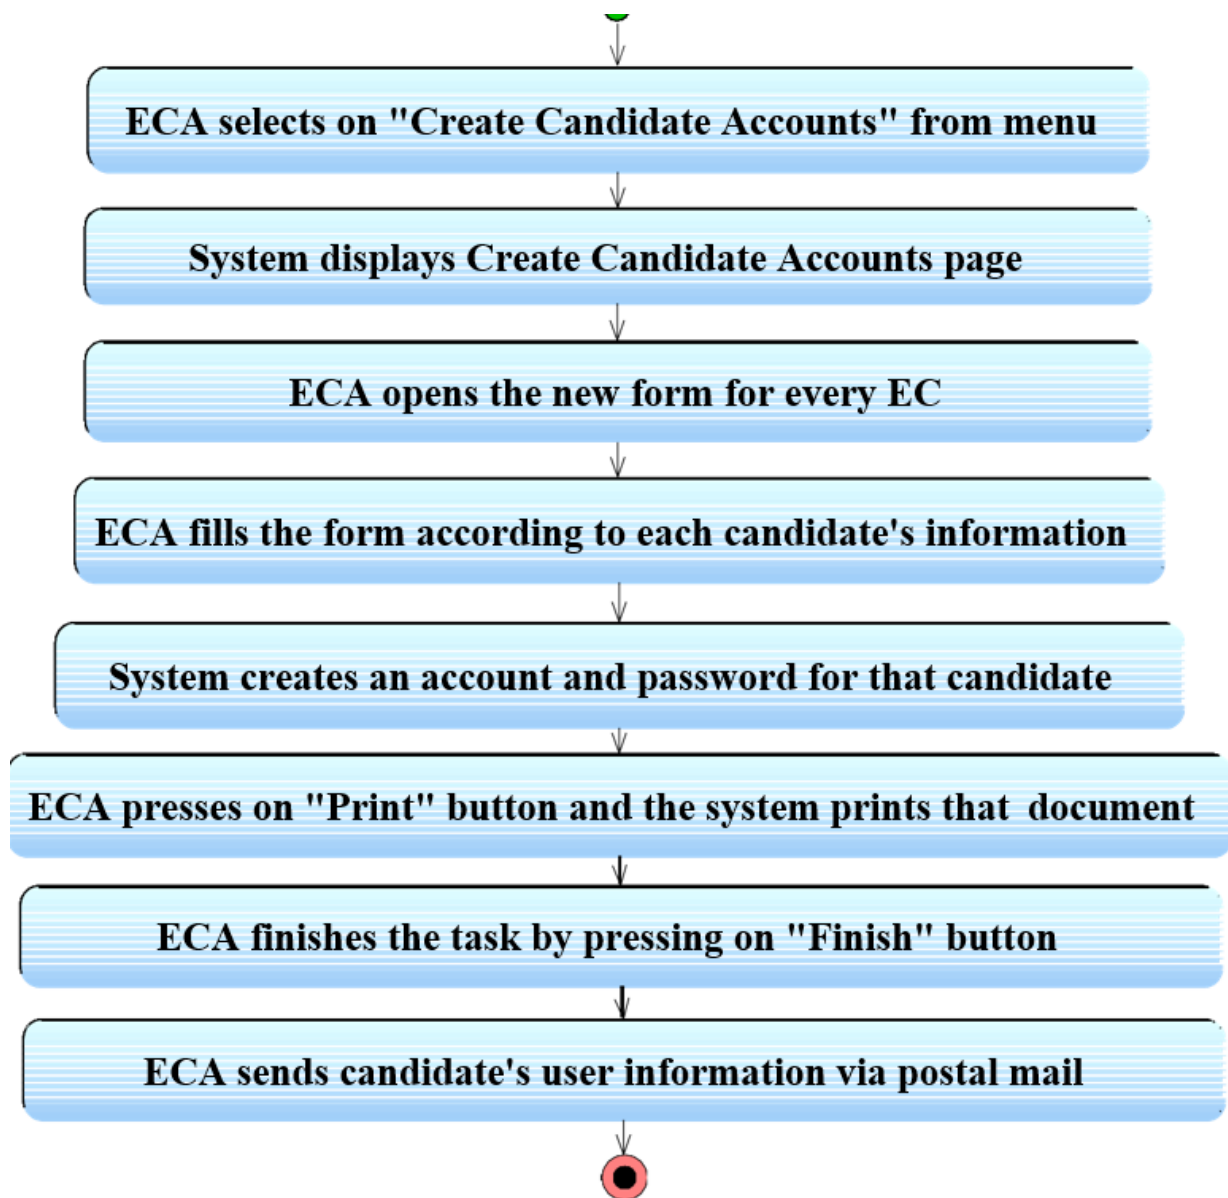 ECA selects on "Create Candidate Accounts" from menu
System displays Create Candidate Accounts page
ECA opens the new form for every EC
ECA fills the form according to each candidate's information
System creates an account and password for that candidate
ECA presses on "Print" button and the system prints that  document
ECA finishes the task by pressing on "Finish" button
ECA sends candidate's user information via postal mail